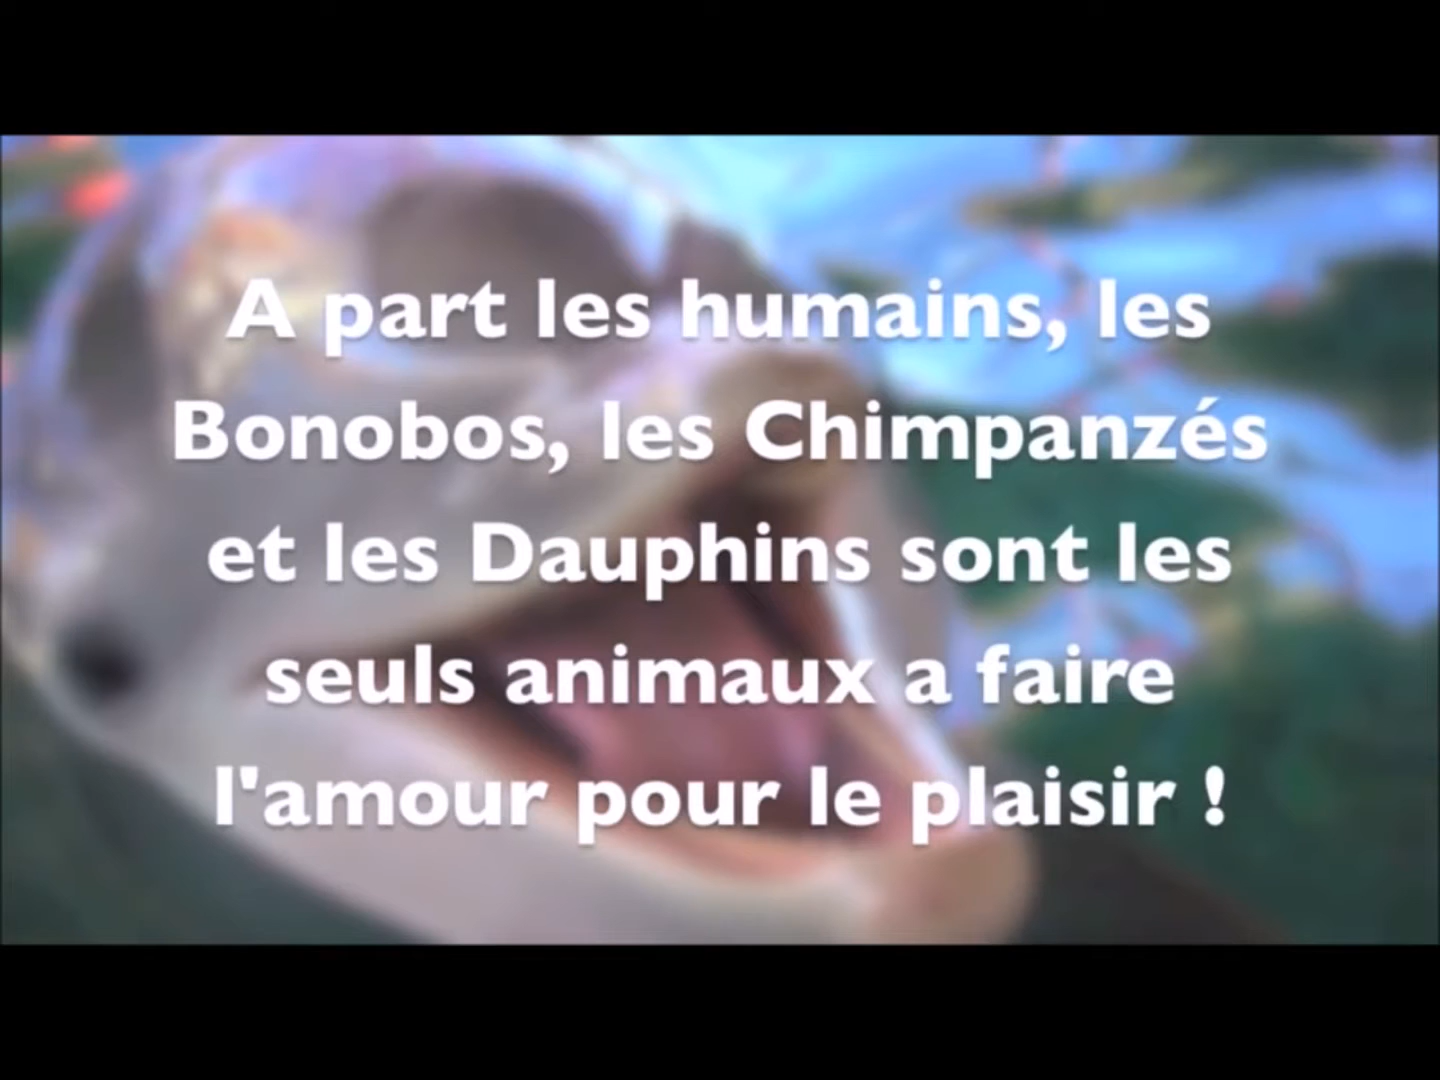 A part les humains, les
Bonobos, les Chimpanzés
et les Dauphins sont les
seuls animaux a faire
l'amour pour le plaisir !